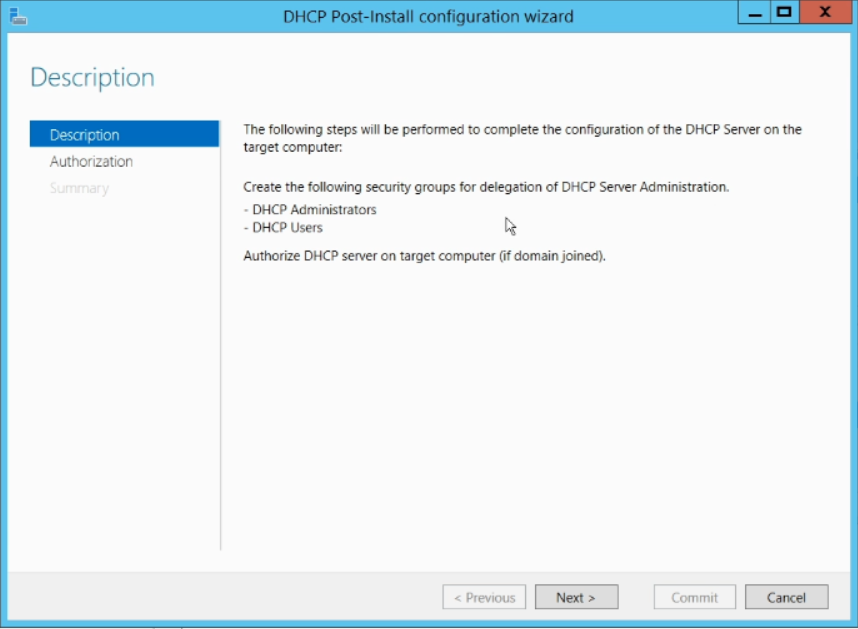 DHCP Post-Install configuration wizard
Description
Description
Authorization
Summary
The following steps will be performed to complete the configuration of the DHCP Server on the
target computer:
Create the following security groups for delegation of DHCP Server Administration.
- DHCP Administrators
- DHCP Users
Authorize DHCP server on target computer (if domain joined).
< Previous
Next >
Commit
Cancel